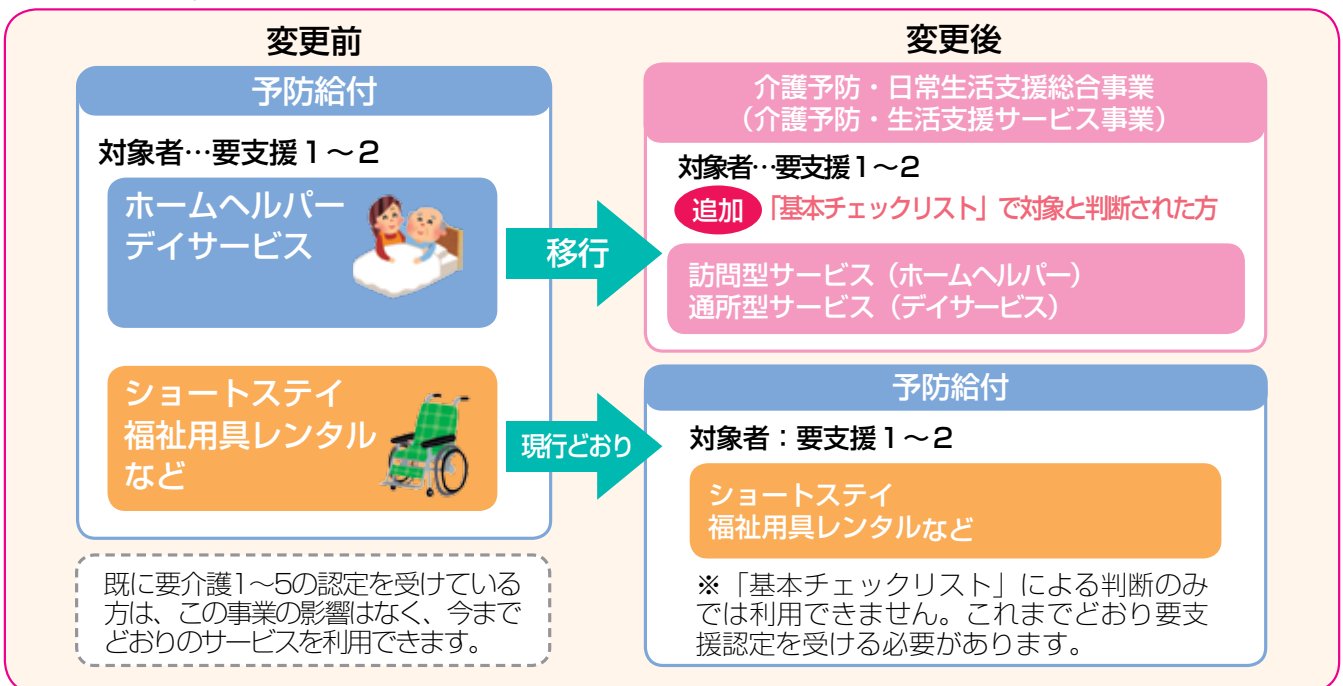 変更前
予防給付
対象者…要支援1〜2
ホームヘルパー
デイサービス
移行
ショートステイ
福祉用具レンタル
など
現行どおり
既に要介護1〜5の認定を受けている
方は、この事業の影響はなく、今まで
どおりのサービスを利用できます。
変更後
介護予防・日常生活支援総合事業
（介護予防・生活支援サービス事業）
対象者…要支援1〜2
追加 「基本チェックリスト」で対象と判断された方
訪問型サービス（ホームヘルパー）
通所型サービス（デイサービス）
予防給付
対象者：要支援1〜2
ショートステイ
福祉用具レンタルなど
※「基本チェックリスト」による判断のみ
では利用できません。これまでどおり要支
援認定を受ける必要があります。